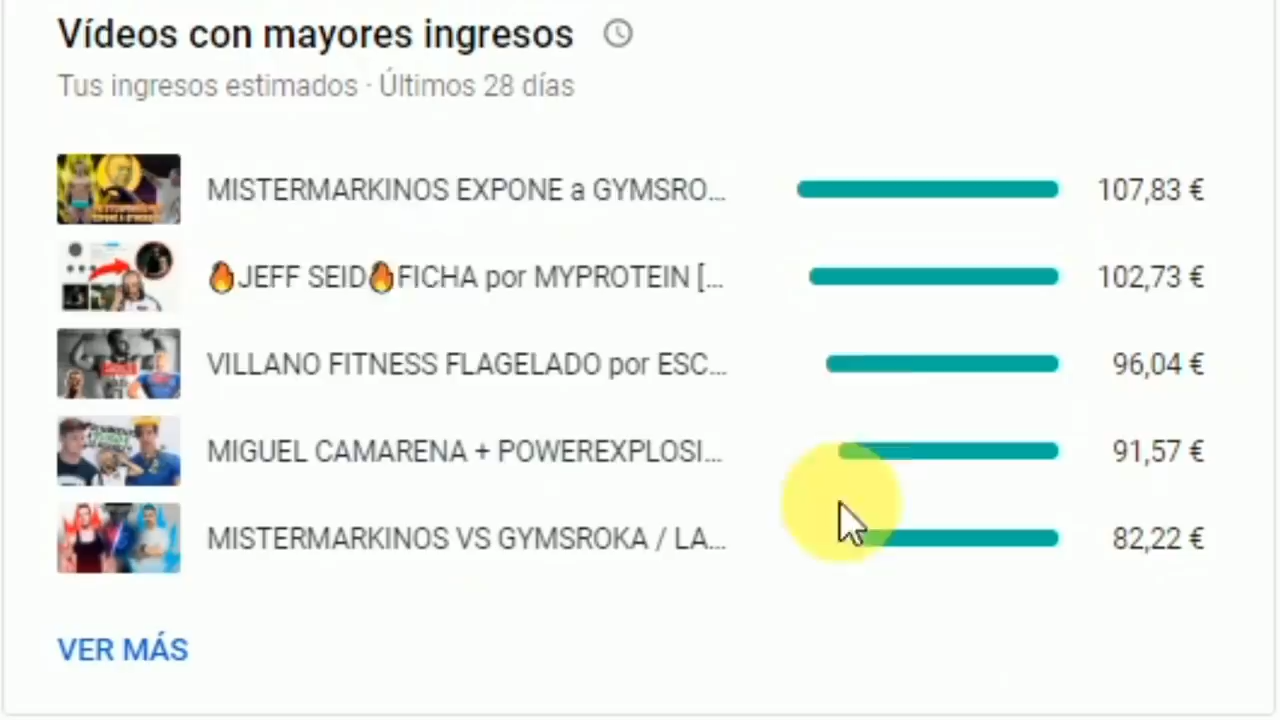 Vídeos con mayores ingresos
Tus ingresos estimados · Últimos 28 días
MISTERMARKINOS EXPONE a GYMSRO... 107,83 €
🔥JEFF SEID🔥FICHA por MYPROTEIN [... 102,73 €
VILLANO FITNESS FLAGELADO por ESC... 96,04 €
MIGUEL CAMARENA + POWEREXPLOSI... 91,57 €
MISTERMARKINOS VS GYMSROKA / LA... 82,22 €
VER MÁS